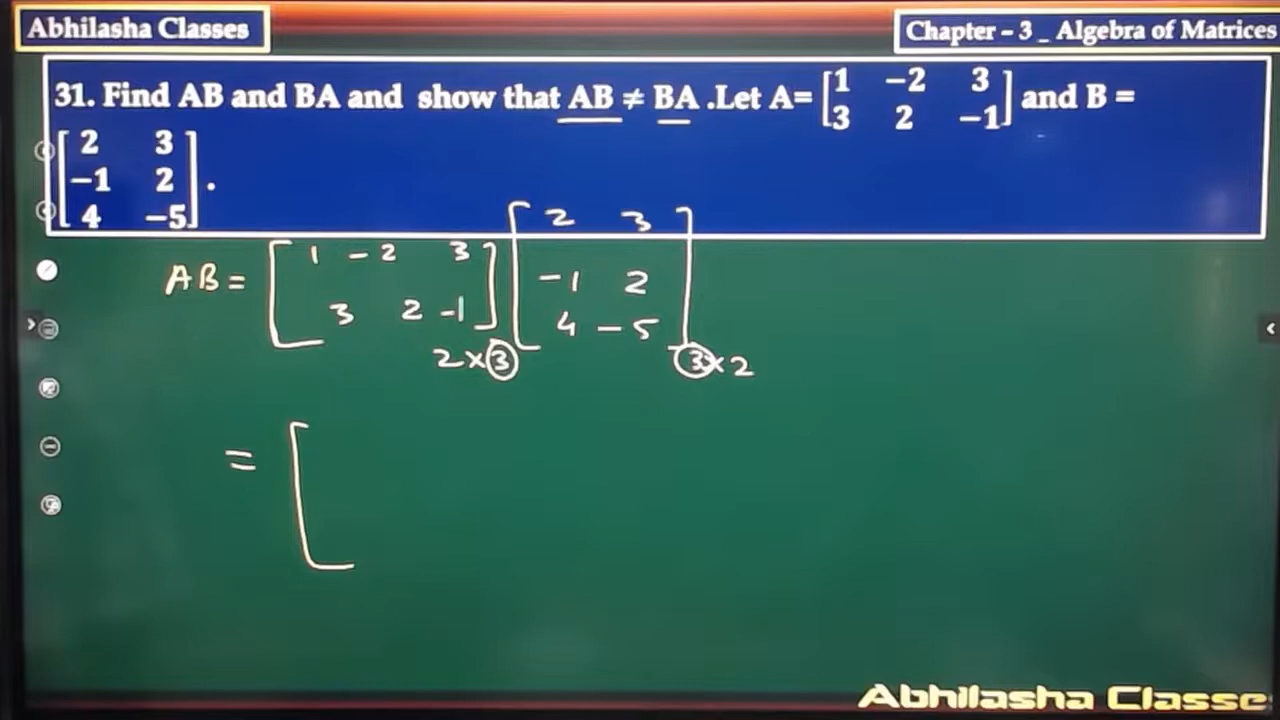 Abhilasha Classes
Chapter – 3 _ Algebra of Matrices
31. Find AB and BA and show that AB ≠ BA .Let A= [1 −2 3
3 2 −1] and B =
[2 3
−1 2
4 −5] .
AB = [1 -2 3
3 2 -1] [2 3
-1 2
4 -5]
2×3 3×2
= [
Abhilasha Classe